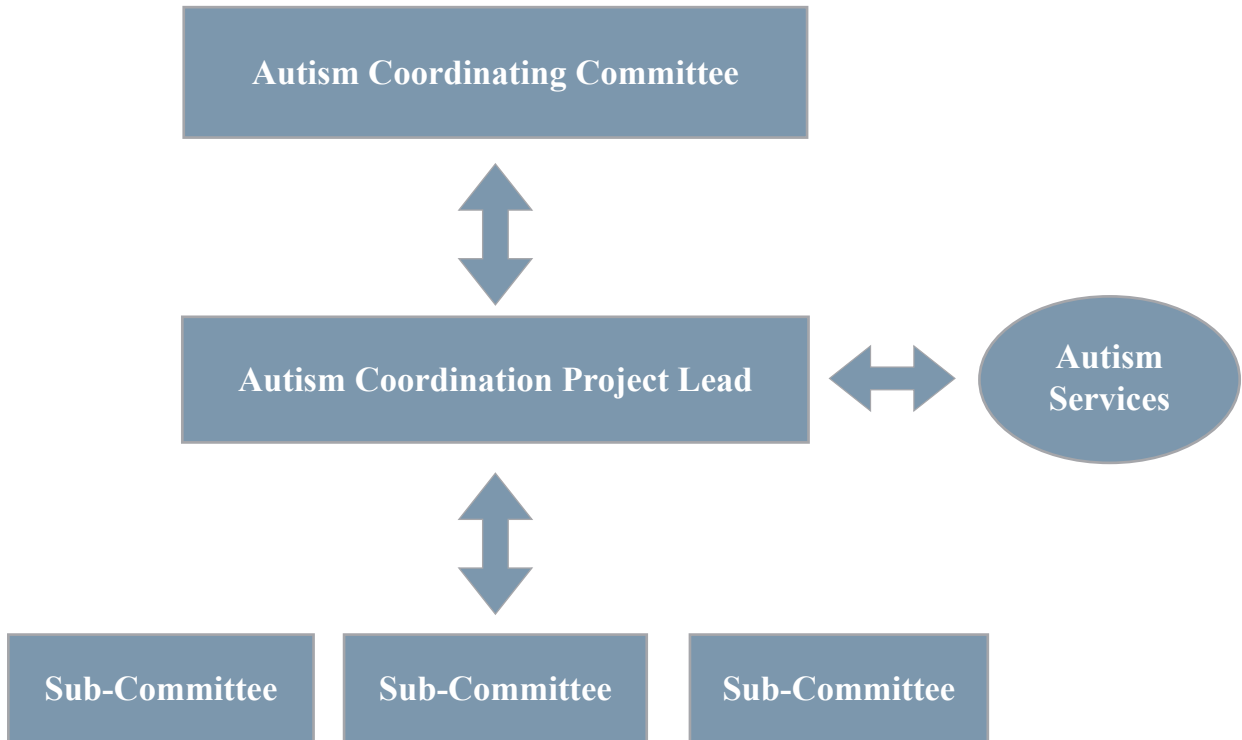 Autism Coordinating Committee
Autism Coordination Project Lead
Autism
Services
Sub-Committee
Sub-Committee
Sub-Committee